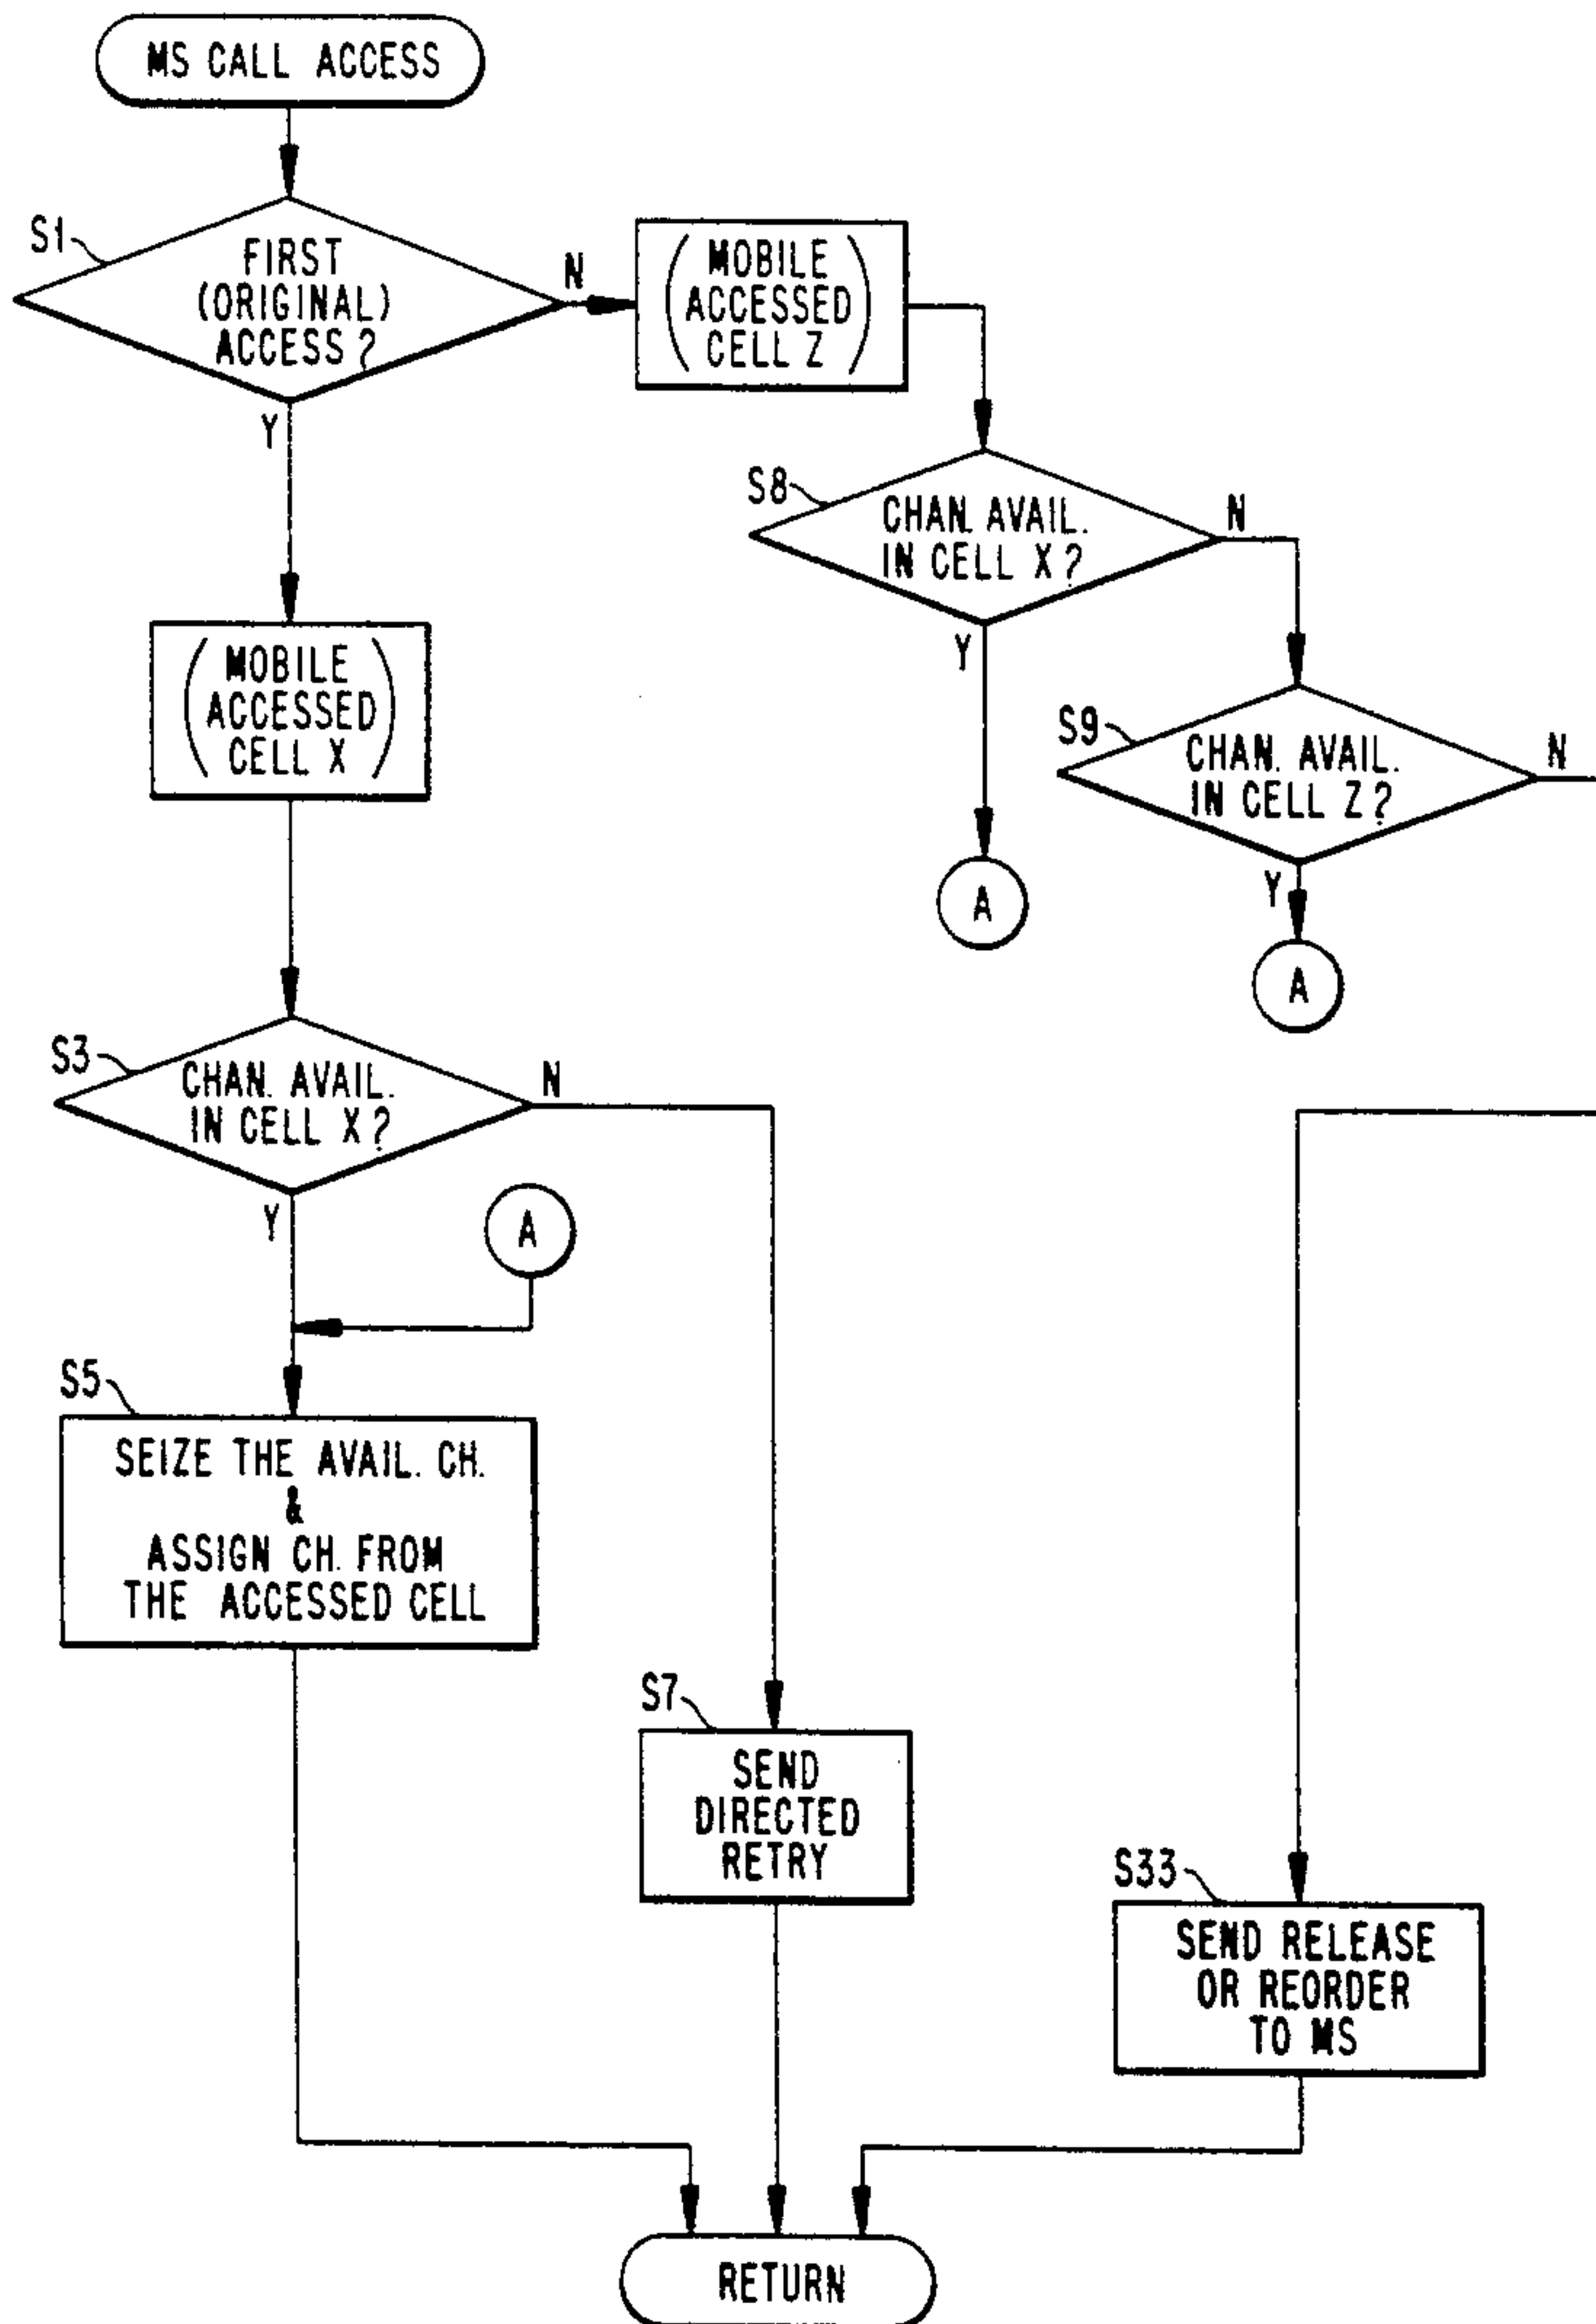 MS CALL ACCESS
S1
FIRST
(ORIGINAL)
ACCESS?
N
Y
(MOBILE
ACCESSED
CELL Z)
S8
CHAN. AVAIL.
IN CELL X?
N
Y
A
S9
CHAN. AVAIL.
IN CELL Z?
N
Y
A
(MOBILE
ACCESSED
CELL X)
S3
CHAN. AVAIL.
IN CELL X?
N
Y
A
S5
SEIZE THE AVAIL. CH.
&
ASSIGN CH. FROM
THE ACCESSED CELL
S7
SEND
DIRECTED
RETRY
S33
SEND RELEASE
OR REORDER
TO MS
RETURN